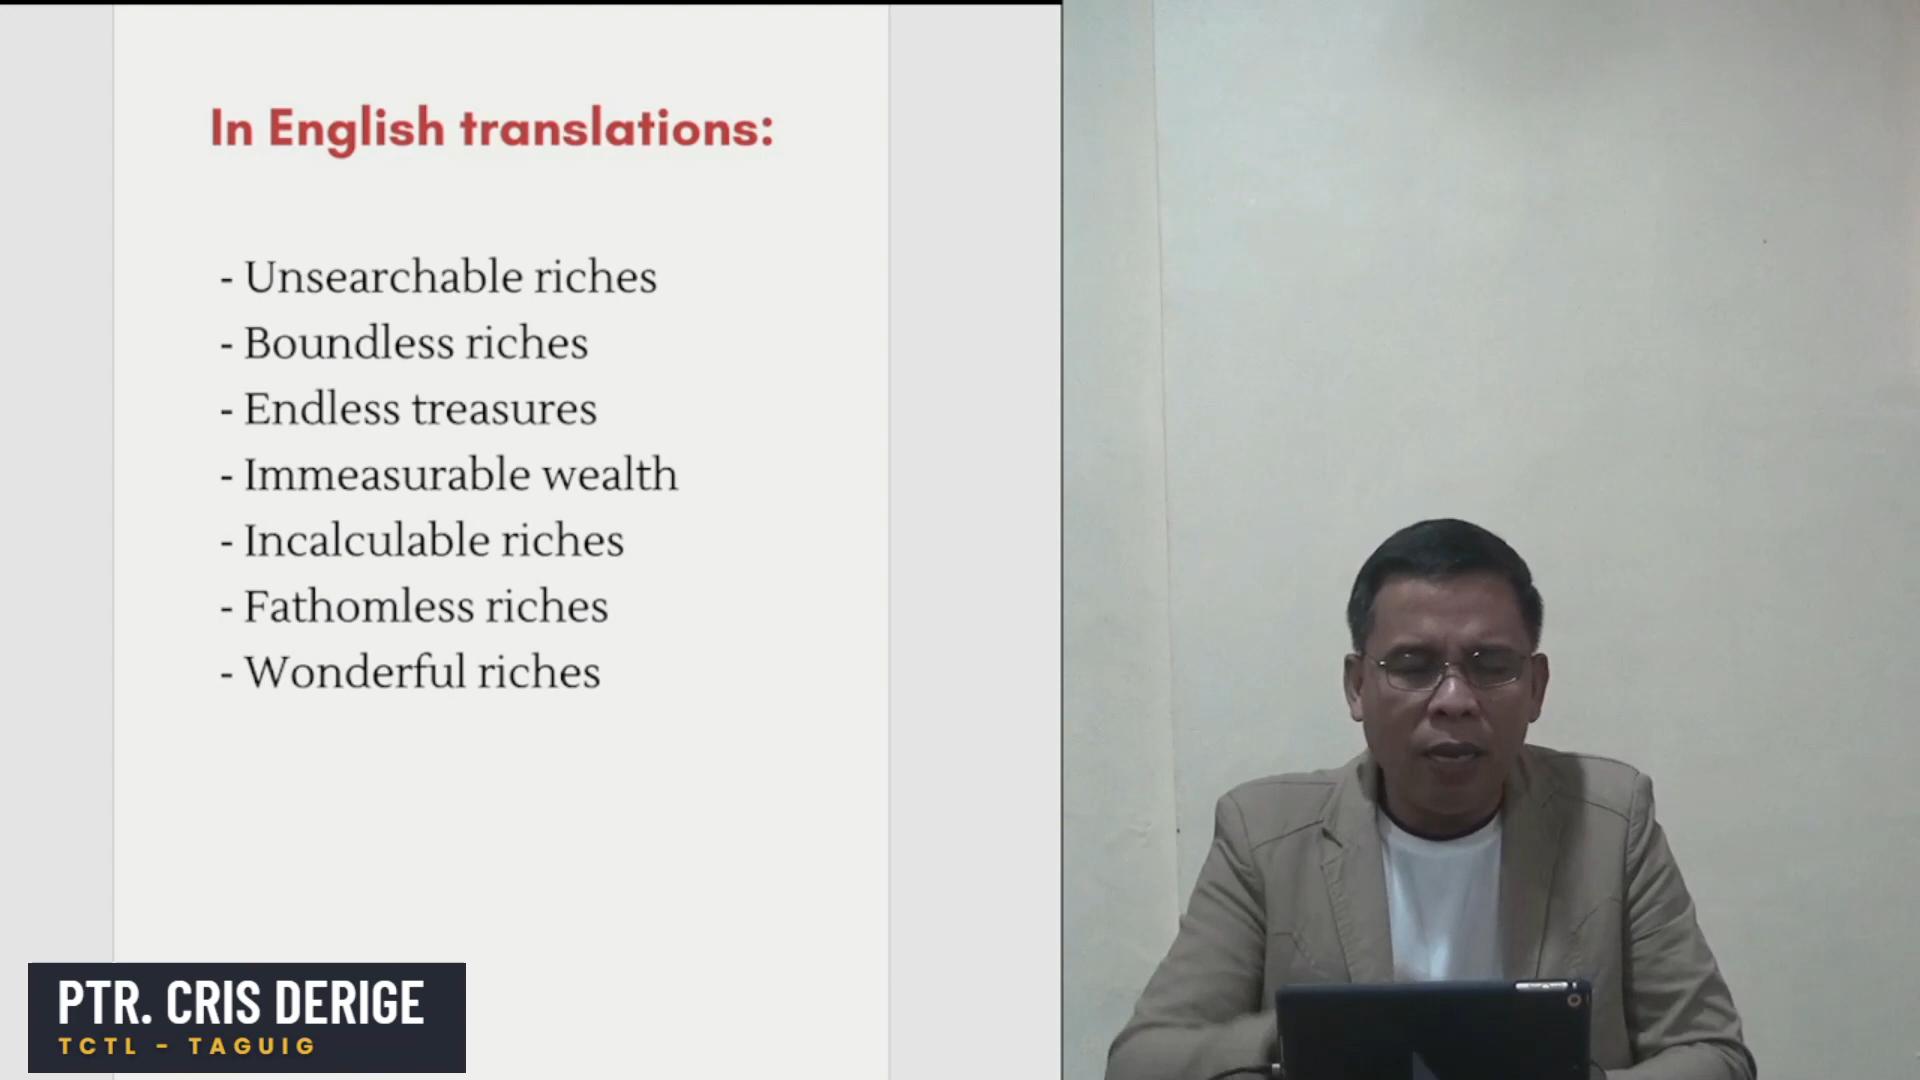 In English translations:
- Unsearchable riches
- Boundless riches
- Endless treasures
- Immeasurable wealth
- Incalculable riches
- Fathomless riches
- Wonderful riches
PTR. CRIS DERIGE
TCTL - TAGUIG